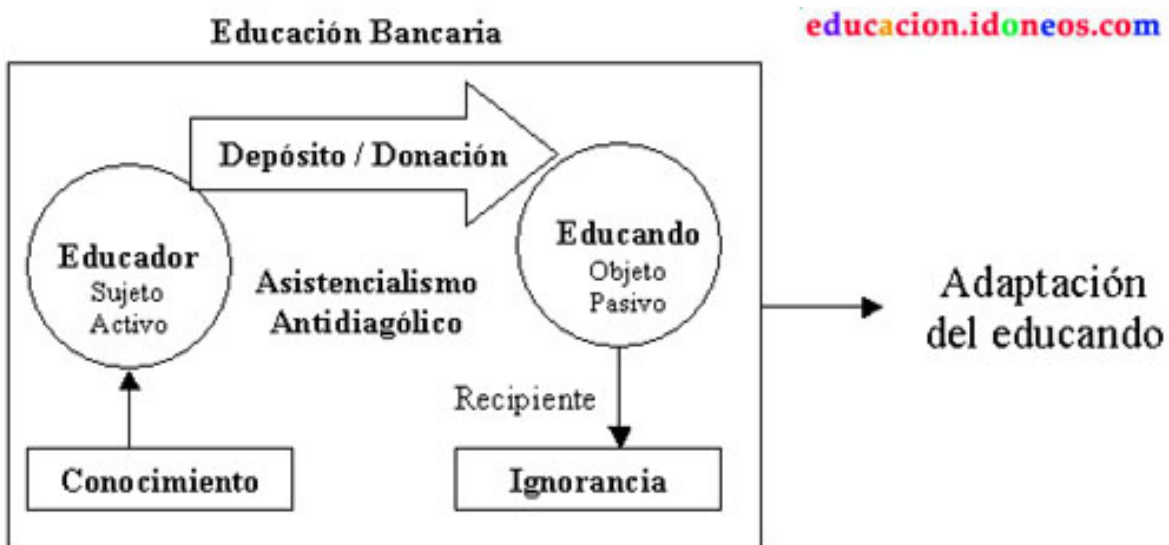 Educación Bancaria
educacion.idoneos.com
Depósito / Donación
Educador
Sujeto
Activo
Asistencialismo
Antidiagólico
Educando
Objeto
Pasivo
Adaptación
del educando
Recipiente
Conocimiento
Ignorancia